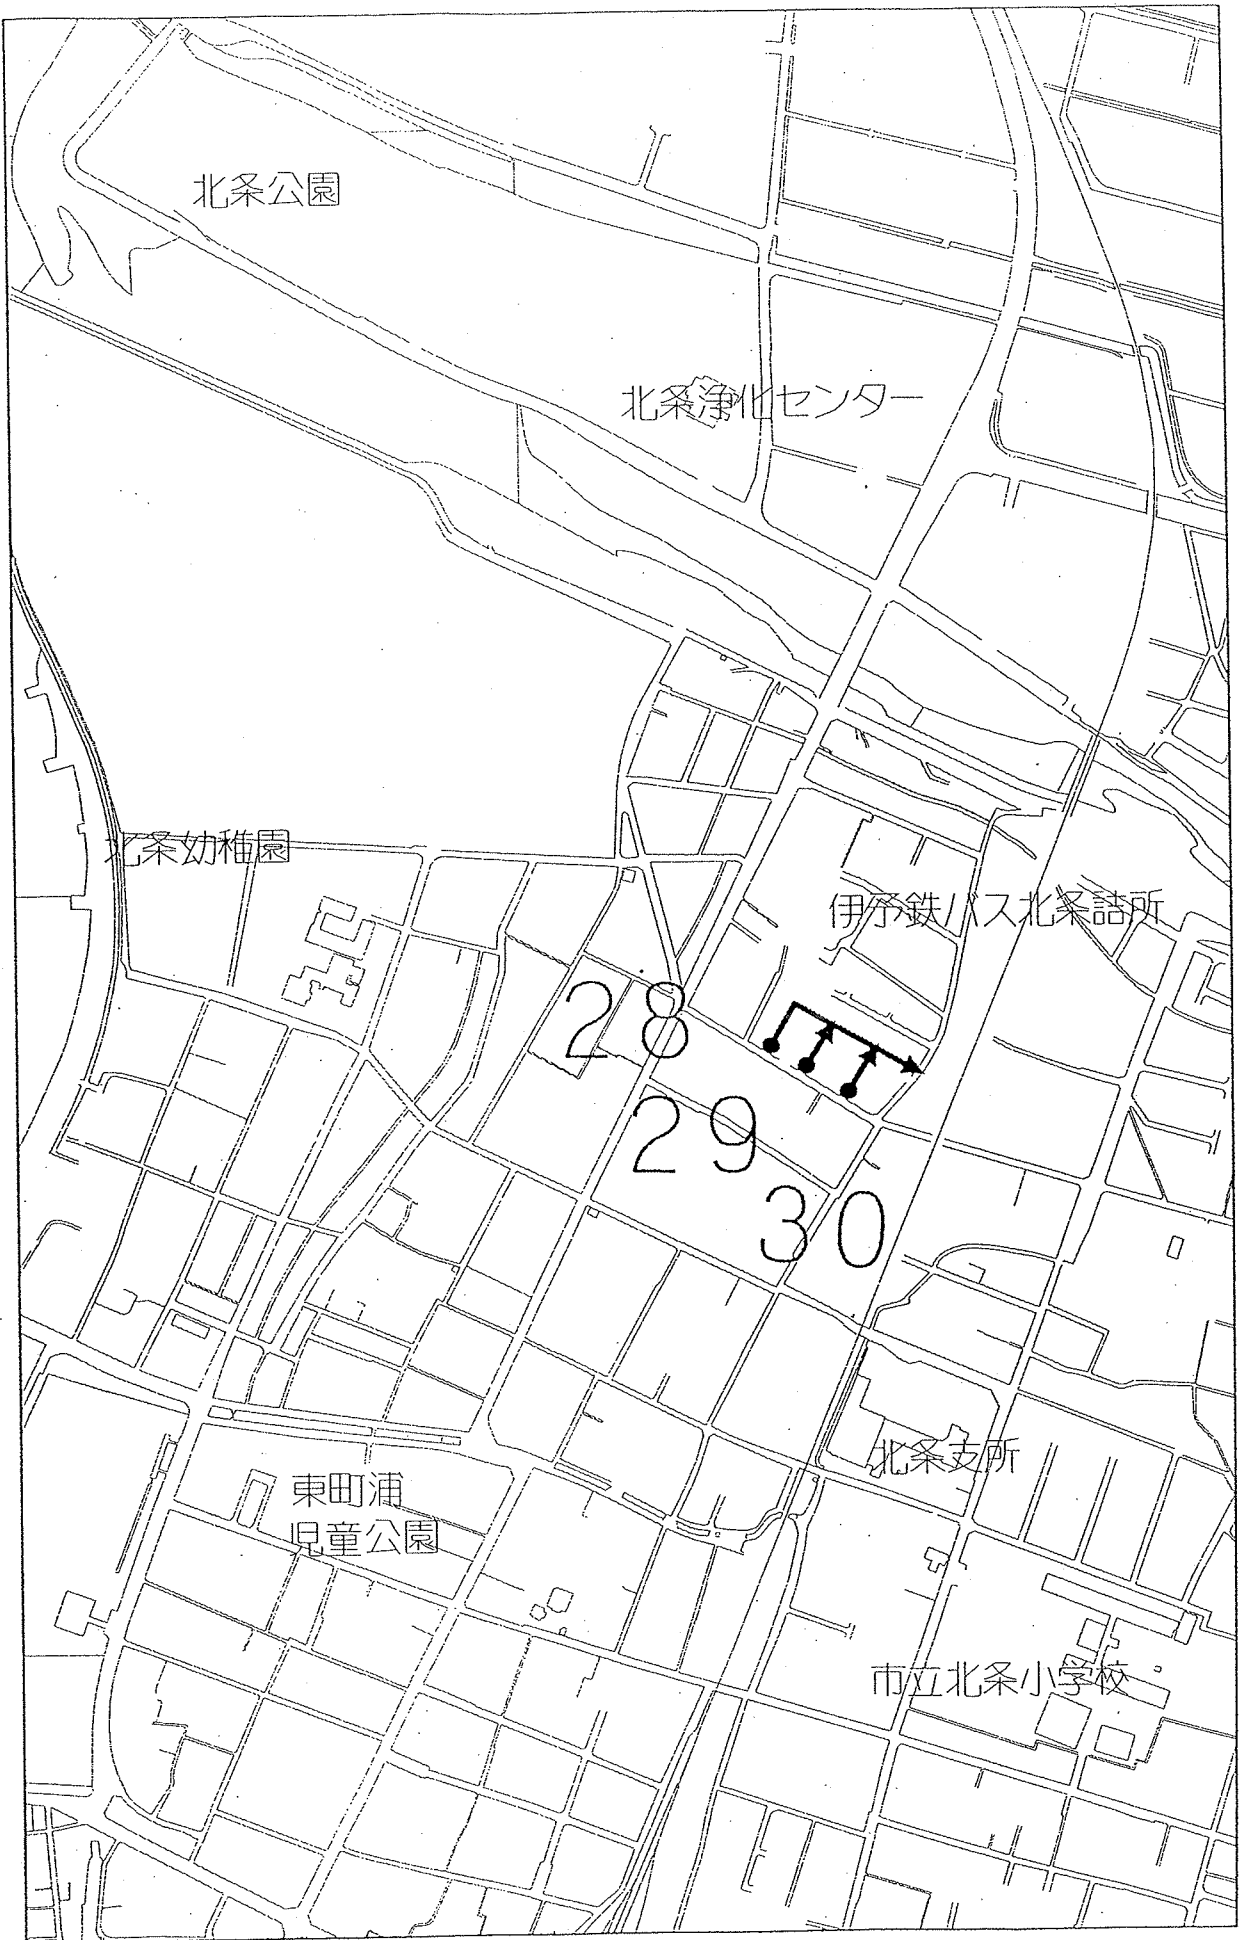 北条公園
北条浄化センター
北条幼稚園
伊予鉄バス北条詰所
28
29
30
北条支所
東町浦
児童公園
市立北条小学校